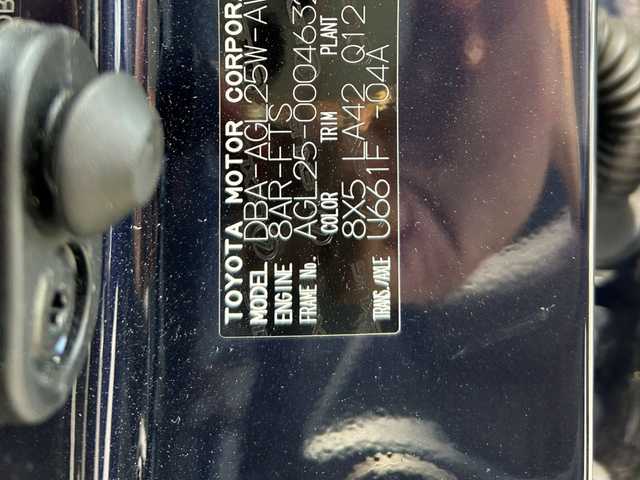 TOYOTA MOTOR CORPORA
MODEL DBA-AGL25W-AW
ENGINE 8AR-FTS
FRAME No. AGL25-000463
COLOR TRIM PLANT
8X5 LA42 Q12
TRANS./AXLE U661F -04A